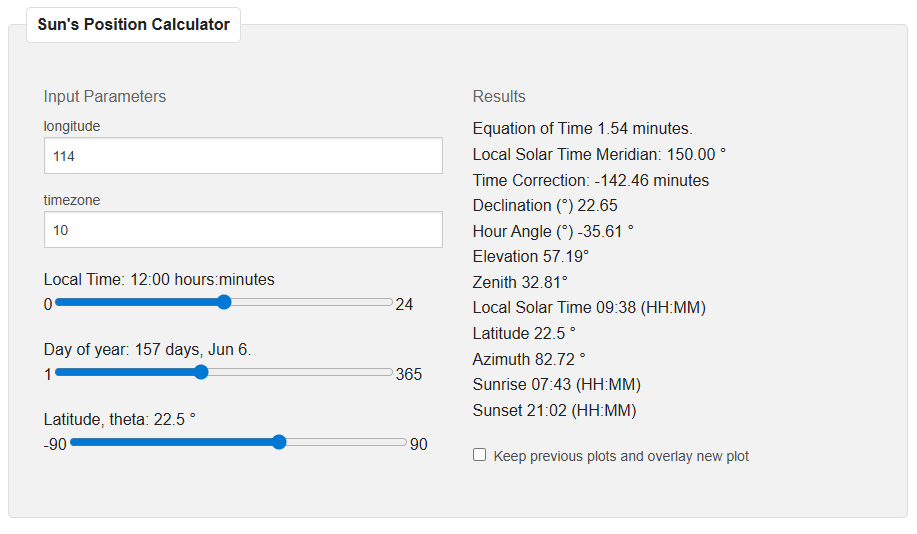 Sun's Position Calculator
Input Parameters
longitude
114
timezone
10
Local Time: 12:00 hours:minutes
0 24
Day of year: 157 days, Jun 6.
1 365
Latitude, theta: 22.5 °
-90 90
Results
Equation of Time 1.54 minutes.
Local Solar Time Meridian: 150.00 °
Time Correction: -142.46 minutes
Declination (°) 22.65
Hour Angle (°) -35.61 °
Elevation 57.19°
Zenith 32.81°
Local Solar Time 09:38 (HH:MM)
Latitude 22.5 °
Azimuth 82.72 °
Sunrise 07:43 (HH:MM)
Sunset 21:02 (HH:MM)
Keep previous plots and overlay new plot